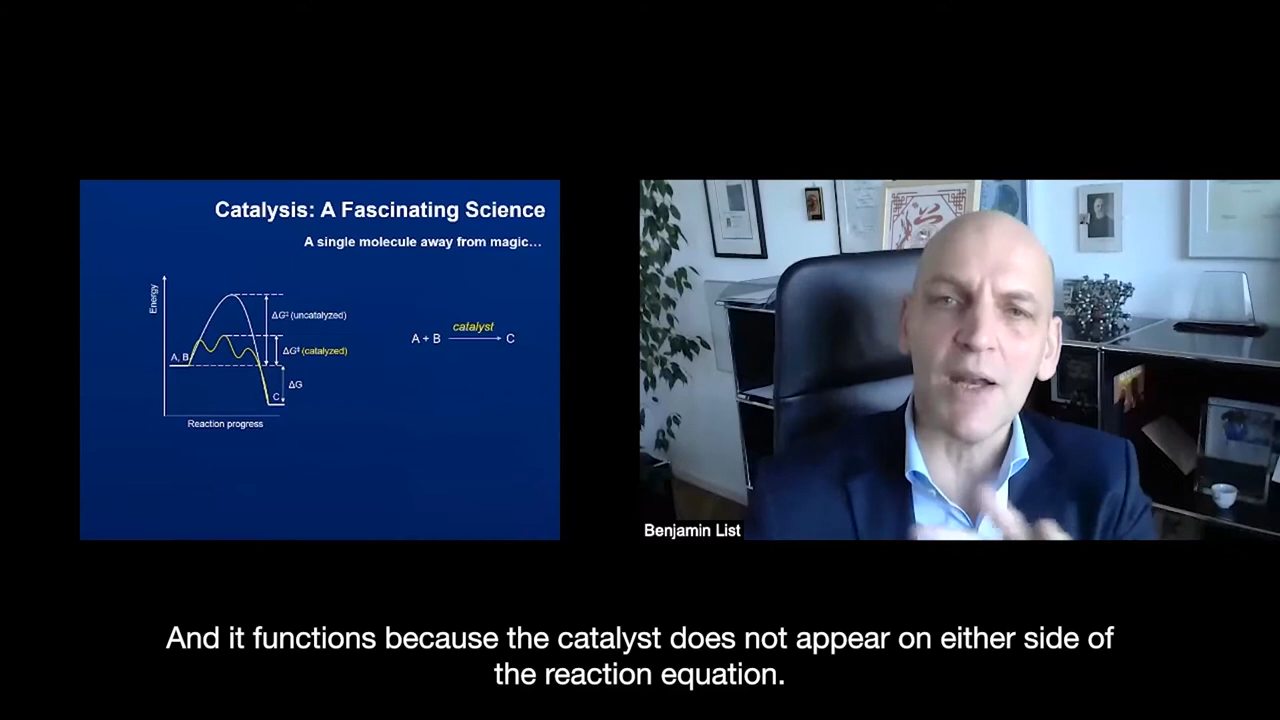 Catalysis: A Fascinating Science
A single molecule away from magic…
Energy
ΔG‡ (uncatalyzed)
ΔG‡ (catalyzed)
A, B
ΔG
C
Reaction progress
catalyst
A + B → C
Benjamin List
And it functions because the catalyst does not appear on either side of
the reaction equation.